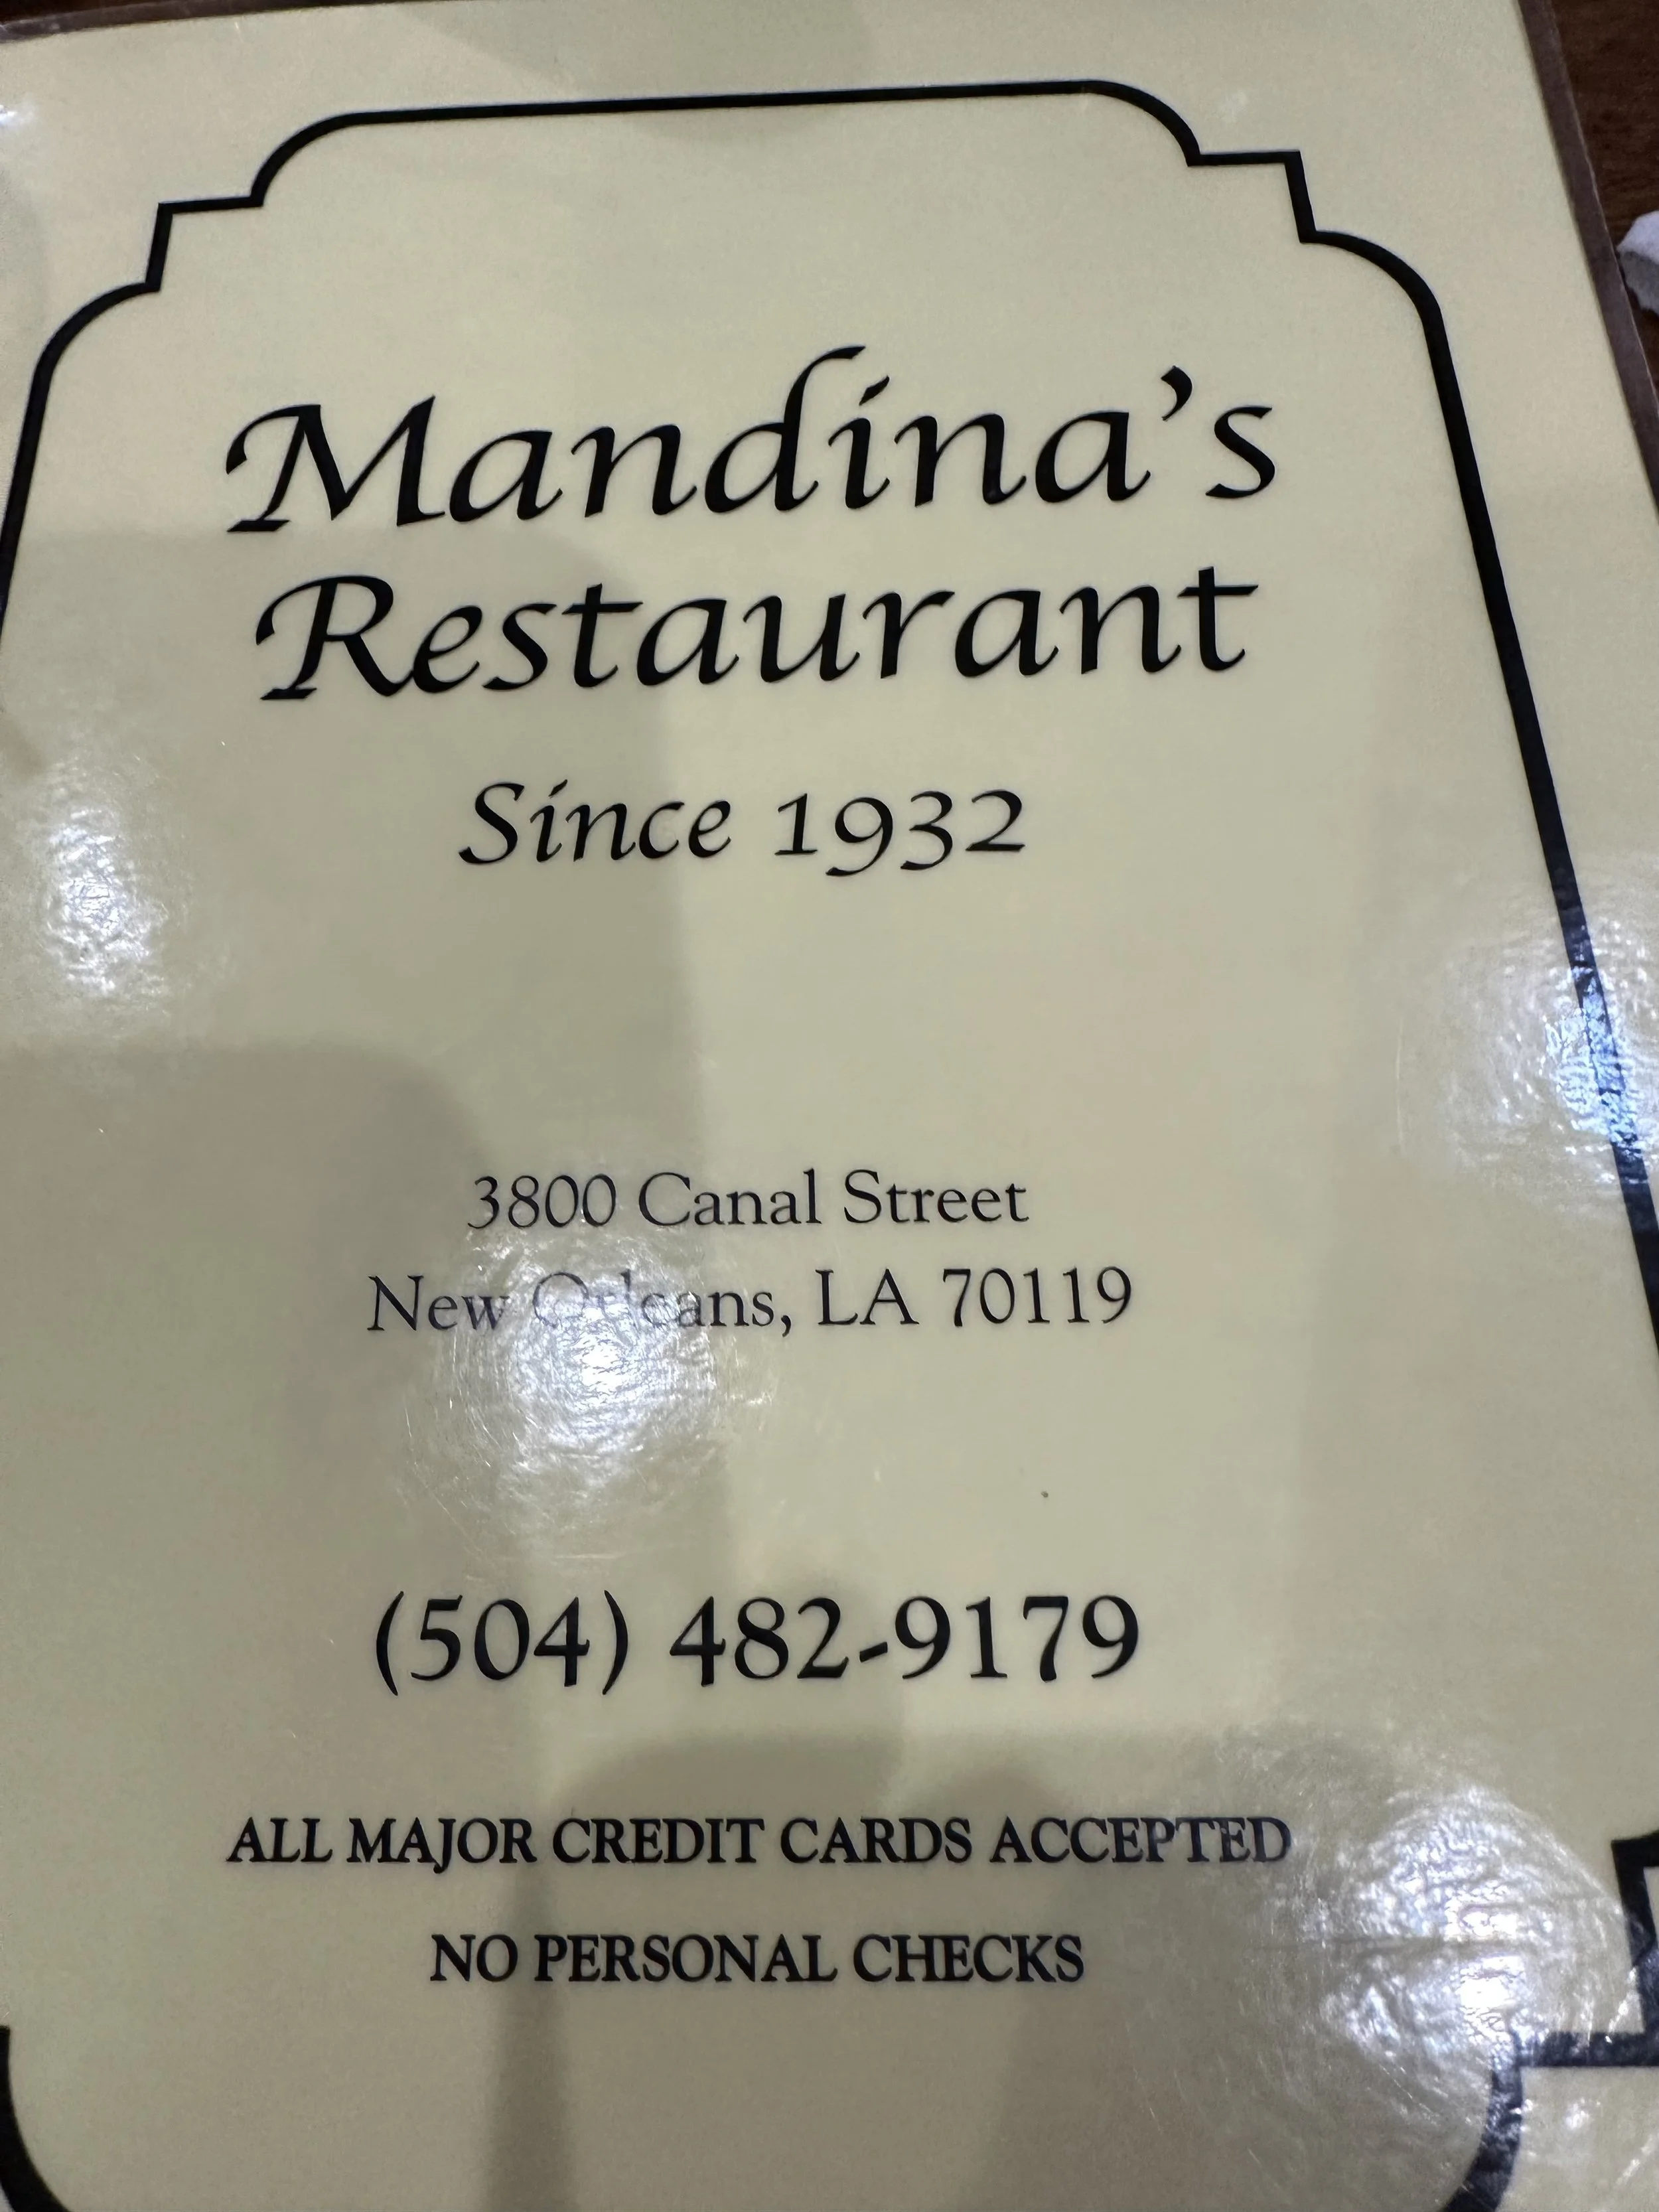 Mandina's
Restaurant
Since 1932
3800 Canal Street
New Orleans, LA 70119
(504) 482-9179
ALL MAJOR CREDIT CARDS ACCEPTED
NO PERSONAL CHECKS